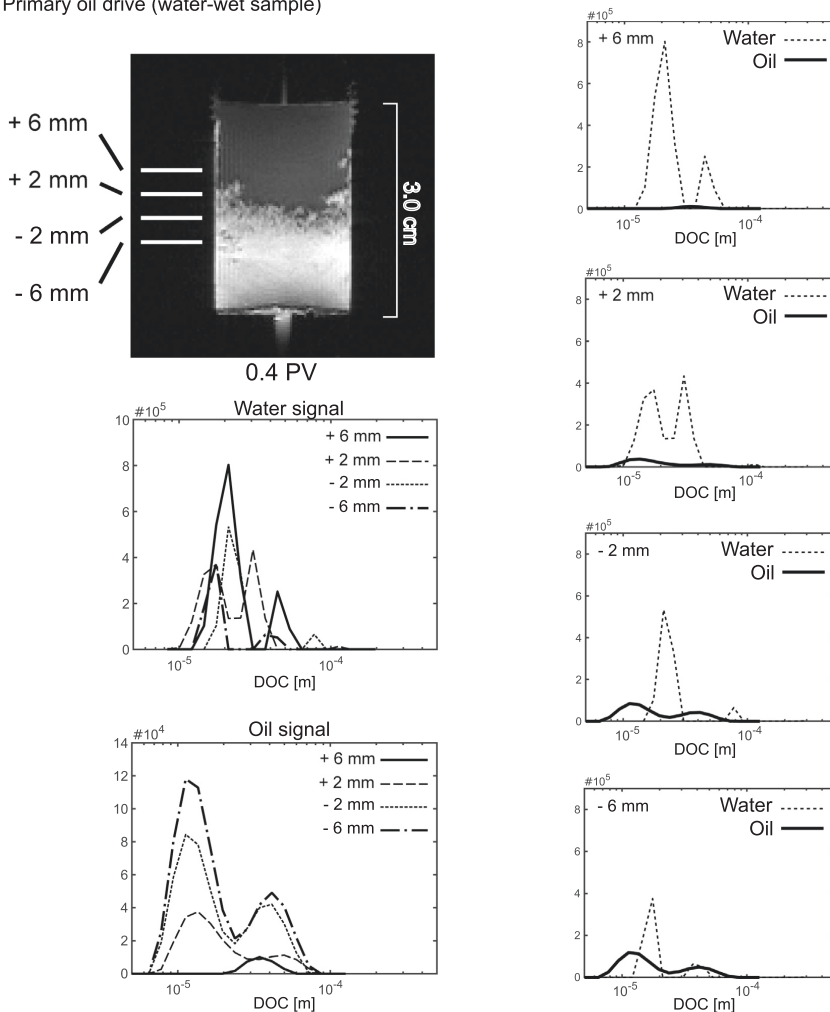 Primary oil drive (water-wet sample)
+ 6 mm
+ 2 mm
- 2 mm
- 6 mm
3.0 cm
0.4 PV
Water signal
#10^5
10
8
6
4
2
0
+ 6 mm
+ 2 mm
- 2 mm
- 6 mm
10^-5
10^-4
DOC [m]
Oil signal
#10^4
14
12
10
8
6
4
2
0
+ 6 mm
+ 2 mm
- 2 mm
- 6 mm
10^-5
10^-4
DOC [m]
#10^5
+ 6 mm
Water
Oil
8
6
4
2
0
10^-5
10^-4
DOC [m]
#10^5
+ 2 mm
Water
Oil
8
6
4
2
0
10^-5
10^-4
DOC [m]
#10^5
- 2 mm
Water
Oil
8
6
4
2
0
10^-5
10^-4
DOC [m]
#10^5
- 6 mm
Water
Oil
8
6
4
2
0
10^-5
10^-4
DOC [m]